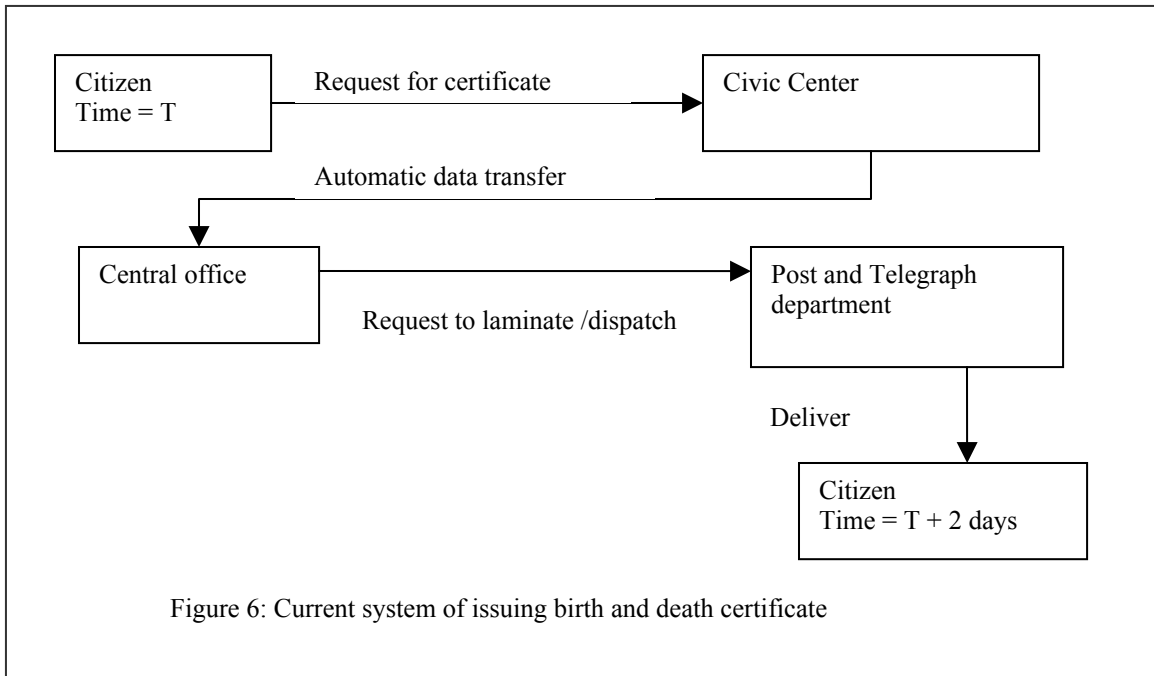 Citizen
Time = T
Request for certificate
Civic Center
Automatic data transfer
Central office
Request to laminate /dispatch
Post and Telegraph
department
Deliver
Citizen
Time = T + 2 days
Figure 6: Current system of issuing birth and death certificate